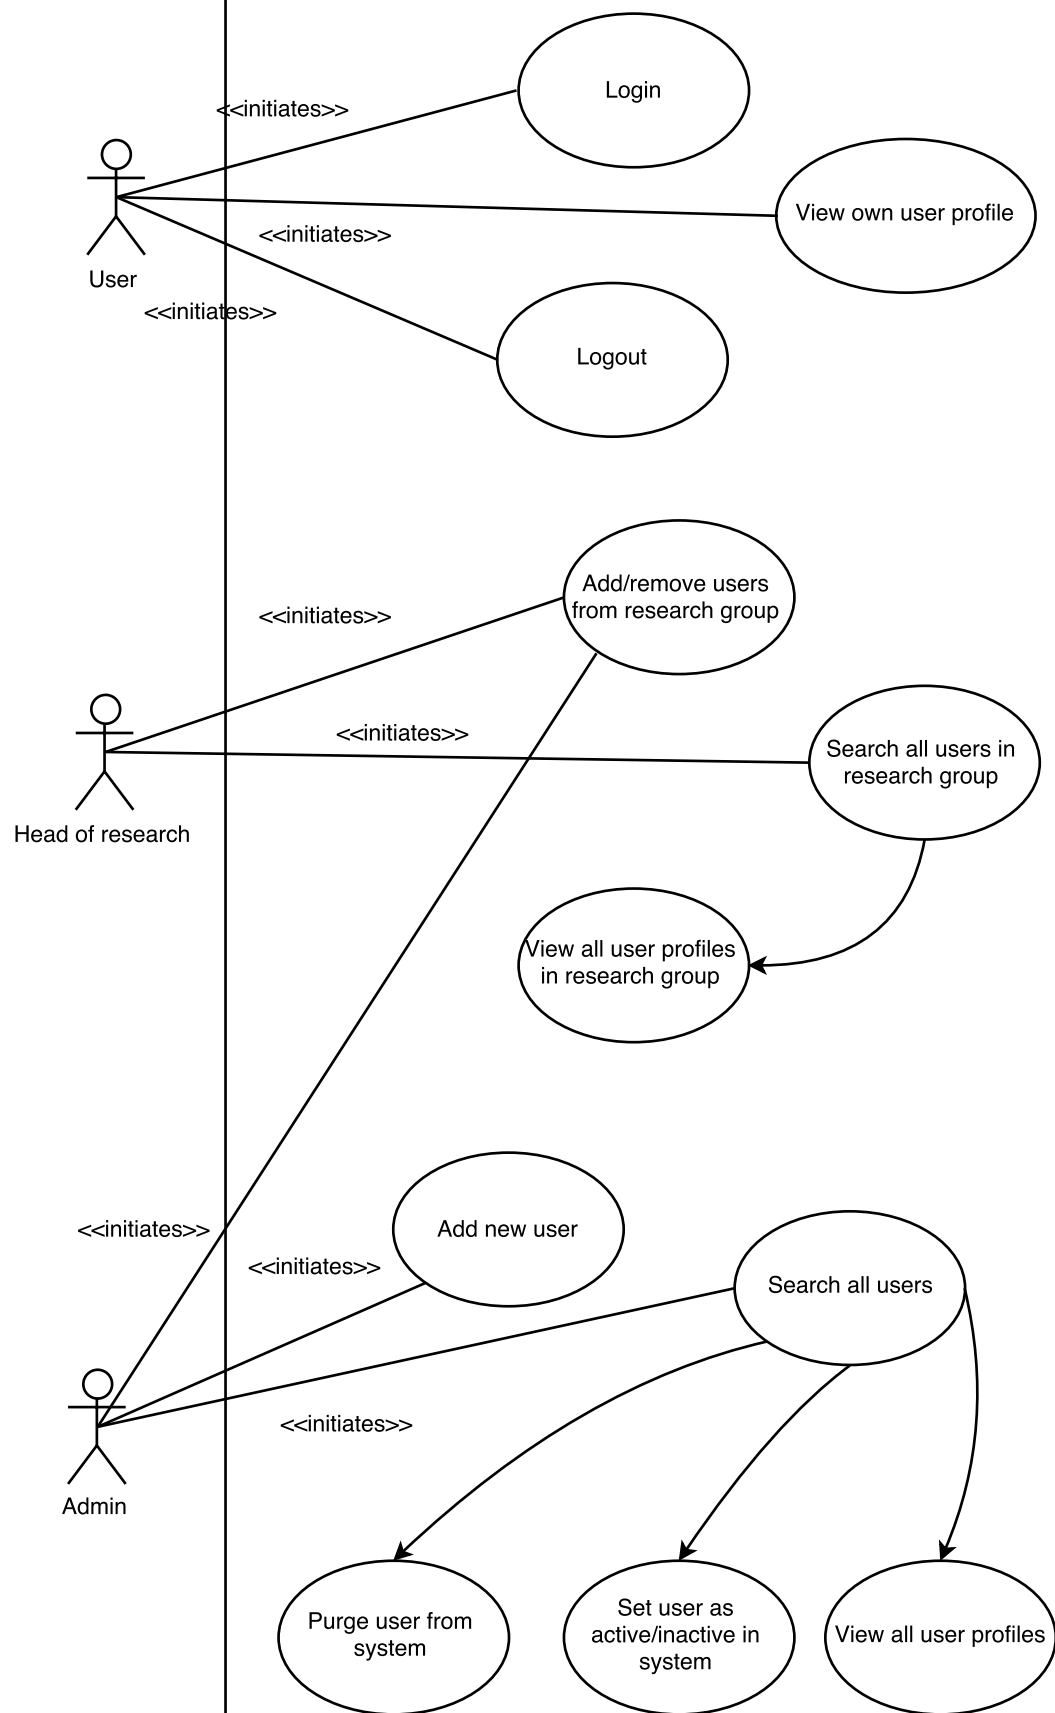 Login
<<initiates>>
View own user profile
<<initiates>>
User
<<initiates>>
Logout
Add/remove users
from research group
<<initiates>>
<<initiates>>
Search all users in
research group
Head of research
View all user profiles
in research group
<<initiates>>
Add new user
<<initiates>>
Search all users
<<initiates>>
Admin
Purge user from
system
Set user as
active/inactive in
system
View all user profiles